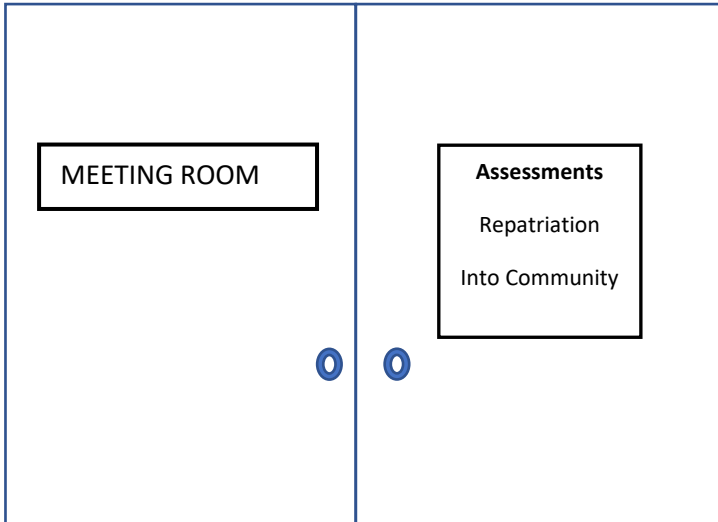 MEETING ROOM
Assessments
Repatriation
Into Community